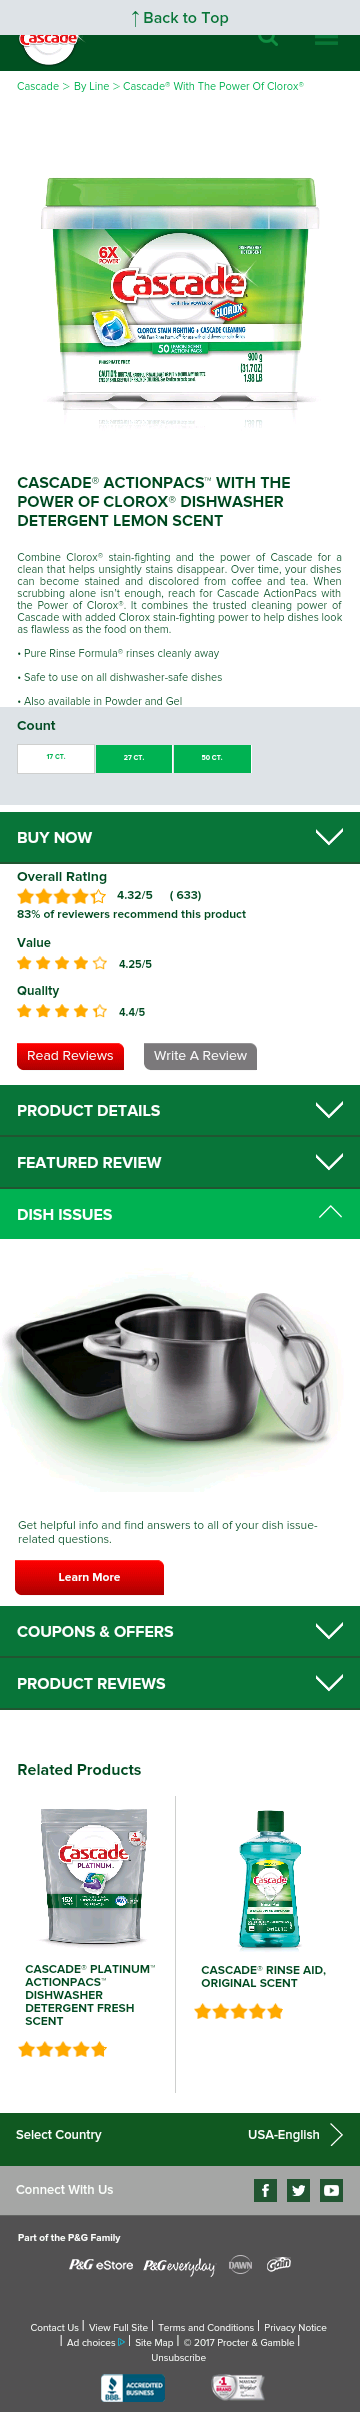 ↑ Back to Top
Cascade
Cascade > By Line > Cascade® With The Power Of Clorox®
6X
POWER*
DISHWASHER
DETERGENT
Cascade
with the POWER of
CLOROX
CLOROX STAIN FIGHTING + CASCADE CLEANING
50 LEMON SCENT
ACTION PACS
PHOSPHATE FREE
900 g
(31.7OZ)
1.98 LB
CASCADE® ACTIONPACS™ WITH THE
POWER OF CLOROX® DISHWASHER
DETERGENT LEMON SCENT
Combine Clorox® stain-fighting and the power of Cascade for a
clean that helps unsightly stains disappear. Over time, your dishes
can become stained and discolored from coffee and tea. When
scrubbing alone isn’t enough, reach for Cascade ActionPacs with
the Power of Clorox®. It combines the trusted cleaning power of
Cascade with added Clorox stain-fighting power to help dishes look
as flawless as the food on them.
• Pure Rinse Formula® rinses cleanly away
• Safe to use on all dishwasher-safe dishes
• Also available in Powder and Gel
Count
17 CT.
27 CT.
50 CT.
BUY NOW
Overall Rating
4.32/5 ( 633)
83% of reviewers recommend this product
Value
4.25/5
Quality
4.4/5
Read Reviews
Write A Review
PRODUCT DETAILS
FEATURED REVIEW
DISH ISSUES
Get helpful info and find answers to all of your dish issue-
related questions.
Learn More
COUPONS & OFFERS
PRODUCT REVIEWS
Related Products
Cascade
PLATINUM
Cascade
CASCADE® PLATINUM™
ACTIONPACS™
DISHWASHER
DETERGENT FRESH
SCENT
CASCADE® RINSE AID,
ORIGINAL SCENT
Select Country
USA-English
Connect With Us
Part of the P&G Family
P&G eStore
P&G everyday
DAWN
Gain
Contact Us | View Full Site | Terms and Conditions | Privacy Notice
| Ad choices | Site Map | © 2017 Procter & Gamble |
Unsubscribe
BBB
ACCREDITED
BUSINESS
#1
BRAND